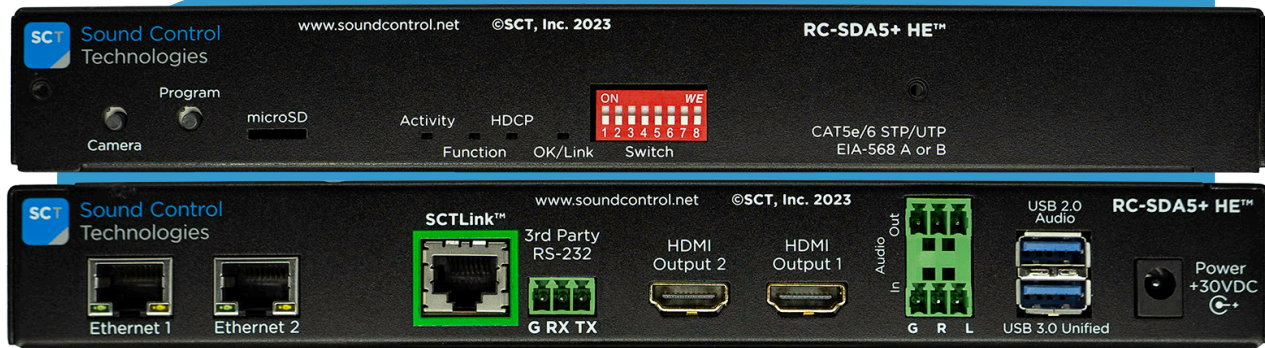 SCT
Sound Control
Technologies
www.soundcontrol.net ©SCT, Inc. 2023
RC-SDA5+ HE™
Program
Camera
microSD
Activity HDCP
Function OK/Link
ON WE
1 2 3 4 5 6 7 8
Switch
CAT5e/6 STP/UTP
EIA-568 A or B
SCT
Sound Control
Technologies
www.soundcontrol.net ©SCT, Inc. 2023
RC-SDA5+ HE™
Ethernet 1
Ethernet 2
SCTLink™
3rd Party
RS-232
G RX TX
HDMI
Output 2
HDMI
Output 1
Audio
Out
In
G R L
USB 2.0
Audio
USB 3.0 Unified
Power
+30VDC
+